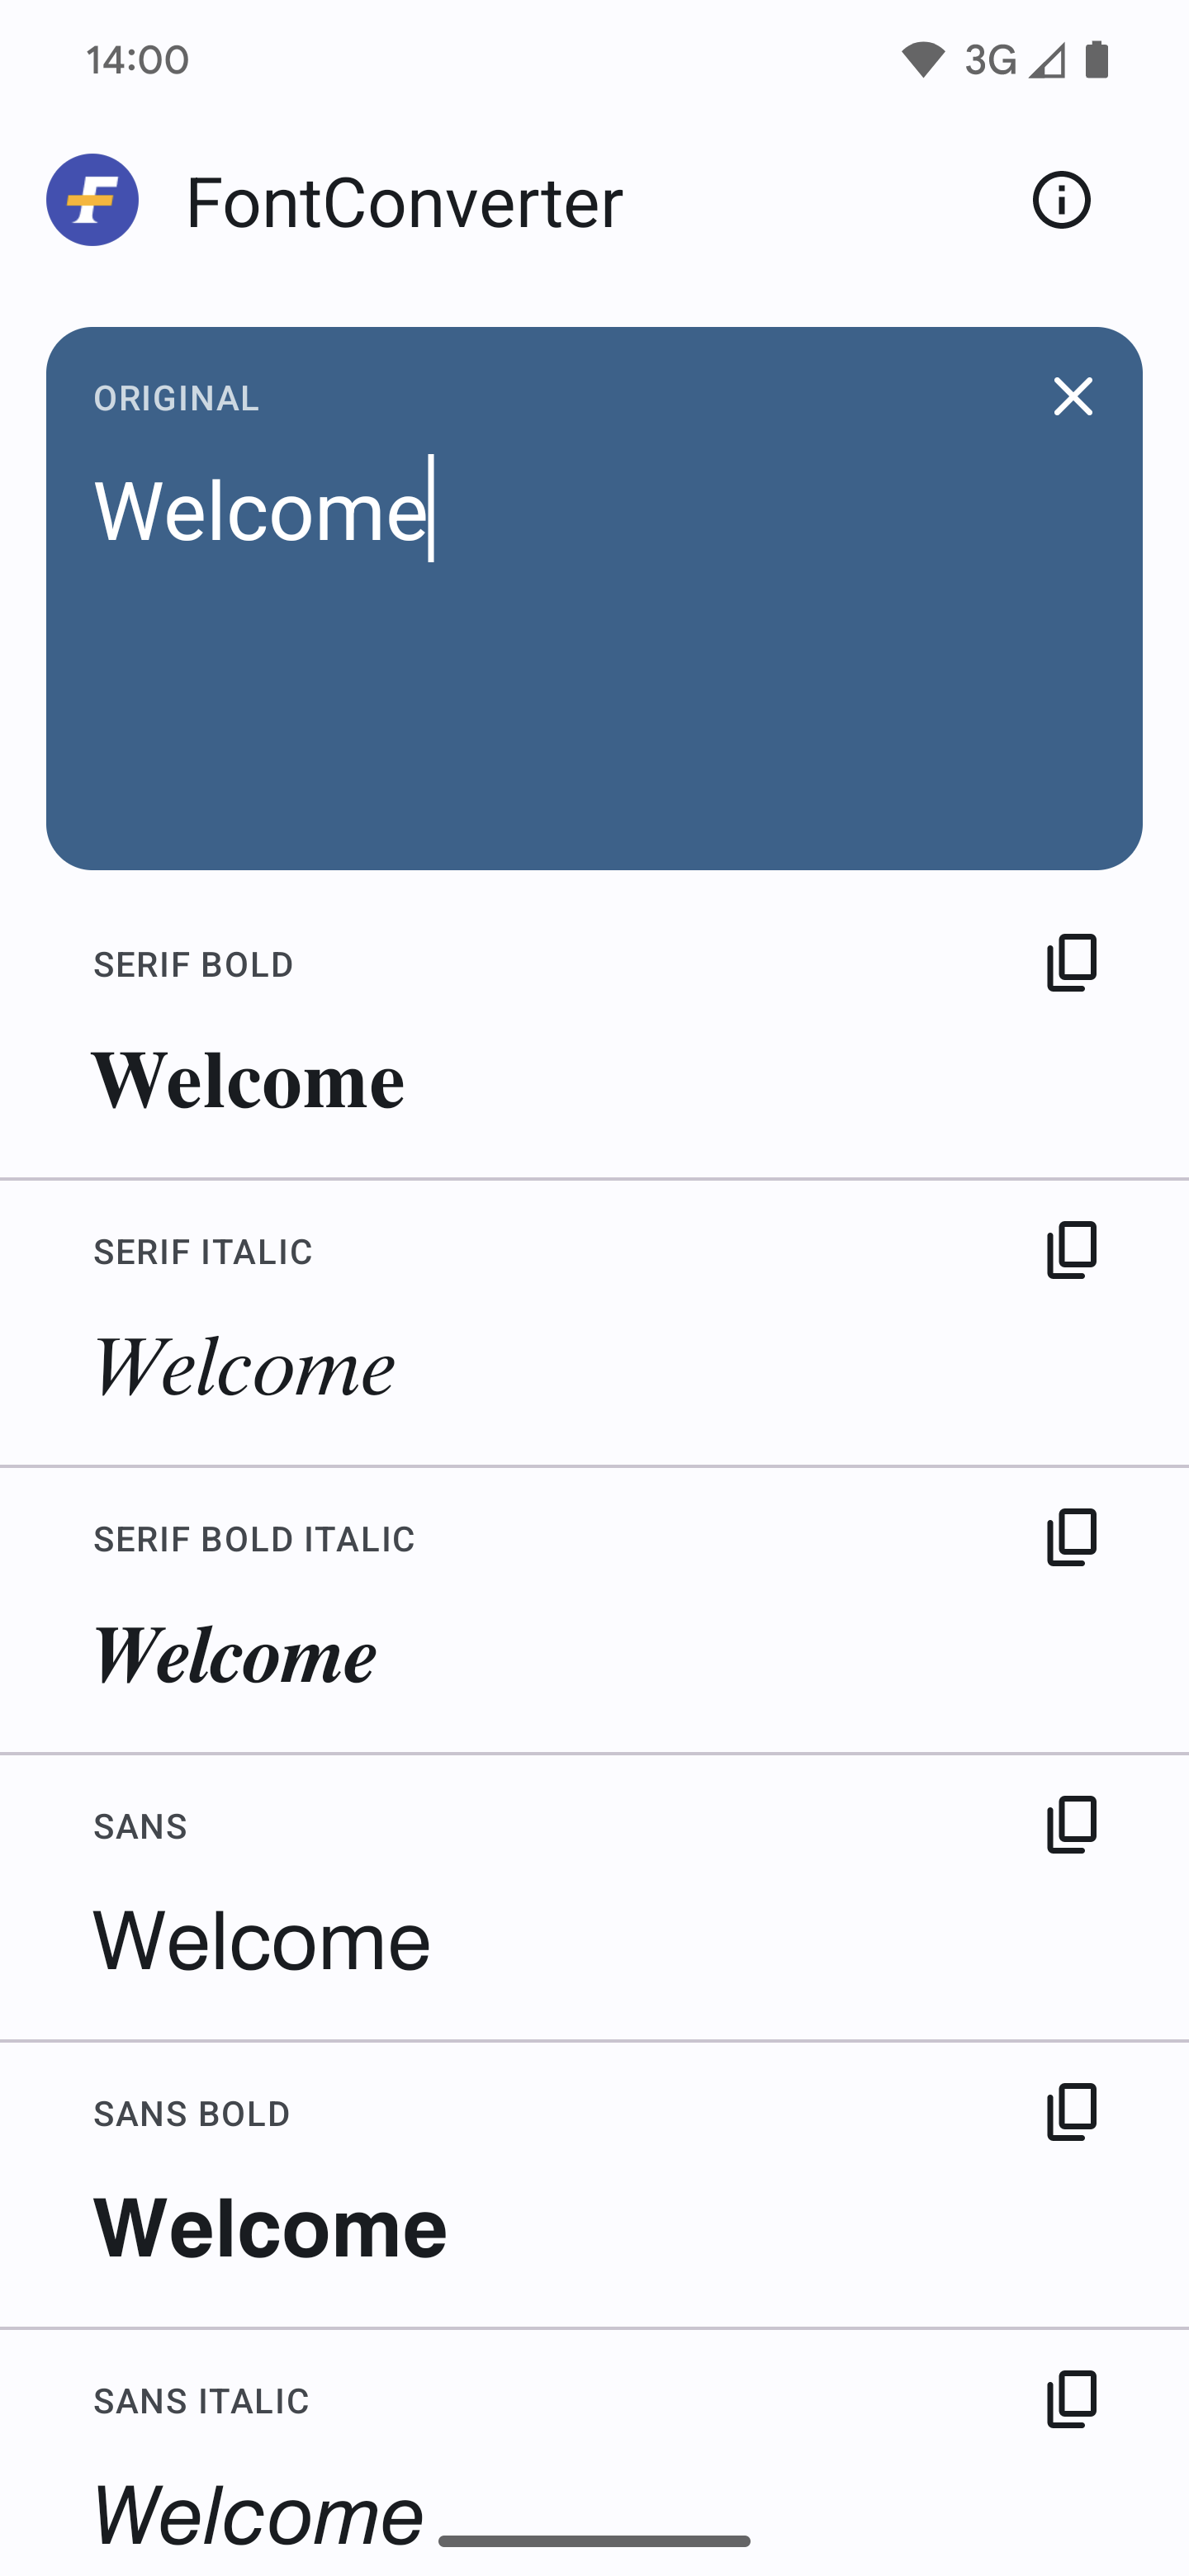 14:00
3G
FontConverter
ORIGINAL
Welcome
SERIF BOLD
Welcome
SERIF ITALIC
Welcome
SERIF BOLD ITALIC
Welcome
SANS
Welcome
SANS BOLD
Welcome
SANS ITALIC
Welcome